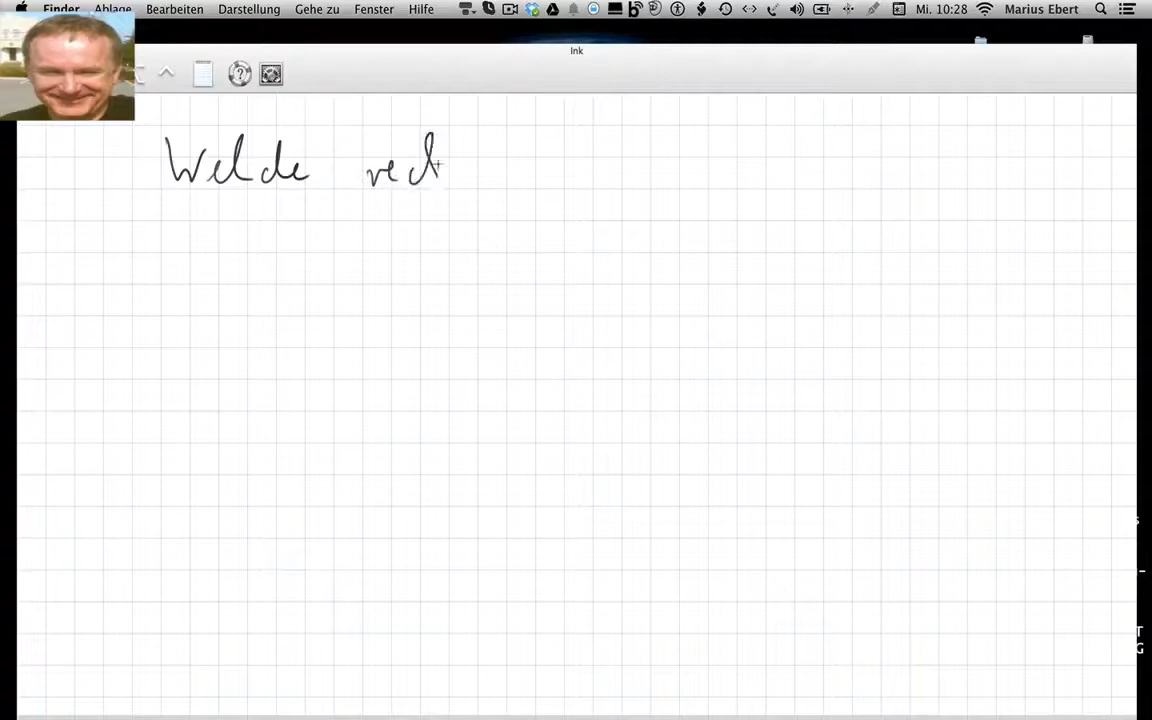 Finder Ablage Bearbeiten Darstellung Gehe zu Fenster Hilfe Mi. 10:28 Marius Ebert
Ink
Welche rech
T
G